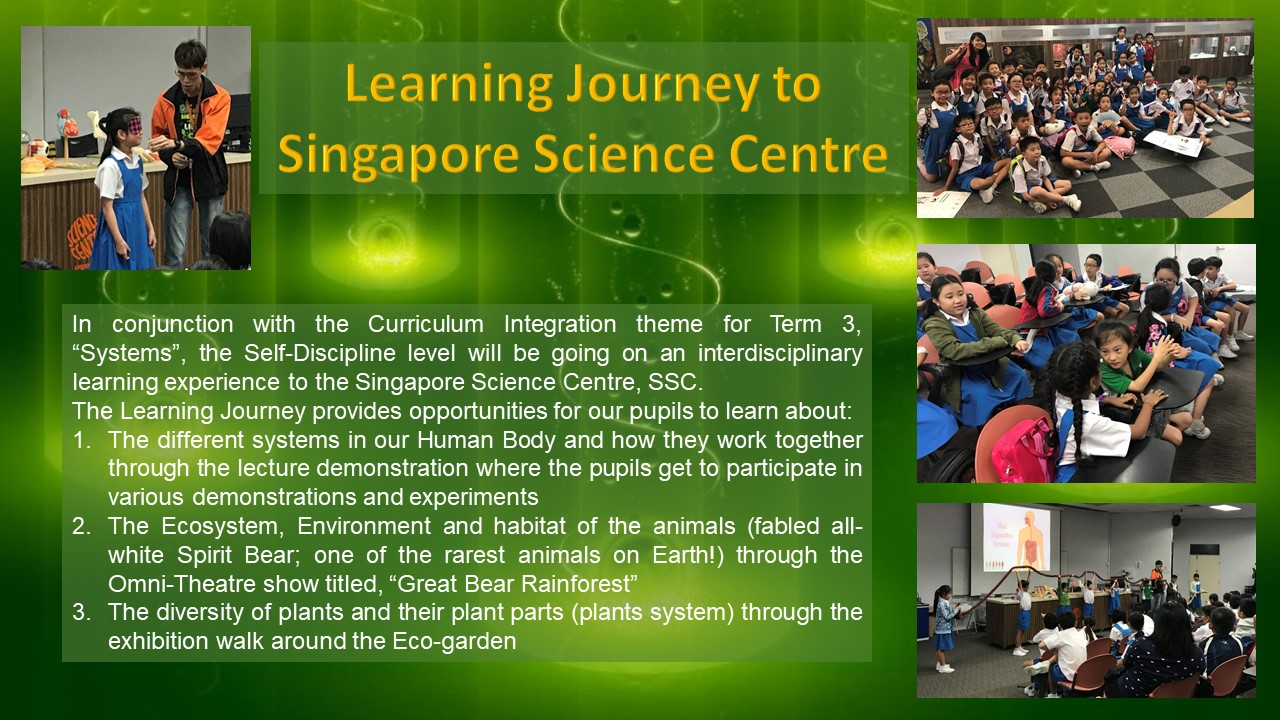 Learning Journey to
Singapore Science Centre
In conjunction with the Curriculum Integration theme for Term 3,
“Systems”, the Self-Discipline level will be going on an interdisciplinary
learning experience to the Singapore Science Centre, SSC.
The Learning Journey provides opportunities for our pupils to learn about:
1. The different systems in our Human Body and how they work together
through the lecture demonstration where the pupils get to participate in
various demonstrations and experiments
2. The Ecosystem, Environment and habitat of the animals (fabled all-
white Spirit Bear; one of the rarest animals on Earth!) through the
Omni-Theatre show titled, “Great Bear Rainforest”
3. The diversity of plants and their plant parts (plants system) through the
exhibition walk around the Eco-garden
SCIENCE
CENTRE
The
Digestive
System